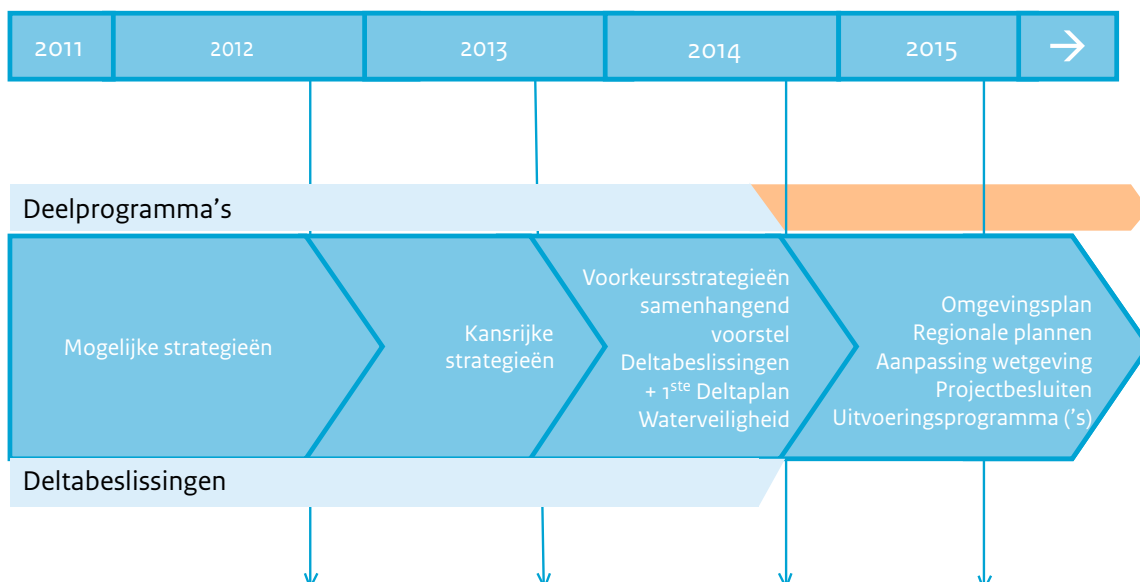 2011 2012 2013 2014 2015 →
Deelprogramma's
Mogelijke strategieën
Kansrijke
strategieën
Voorkeursstrategieën
samenhangend
voorstel
Deltabeslissingen
+ 1ste Deltaplan
Waterveiligheid
Omgevingsplan
Regionale plannen
Aanpassing wetgeving
Projectbesluiten
Uitvoeringsprogramma ('s)
Deltabeslissingen